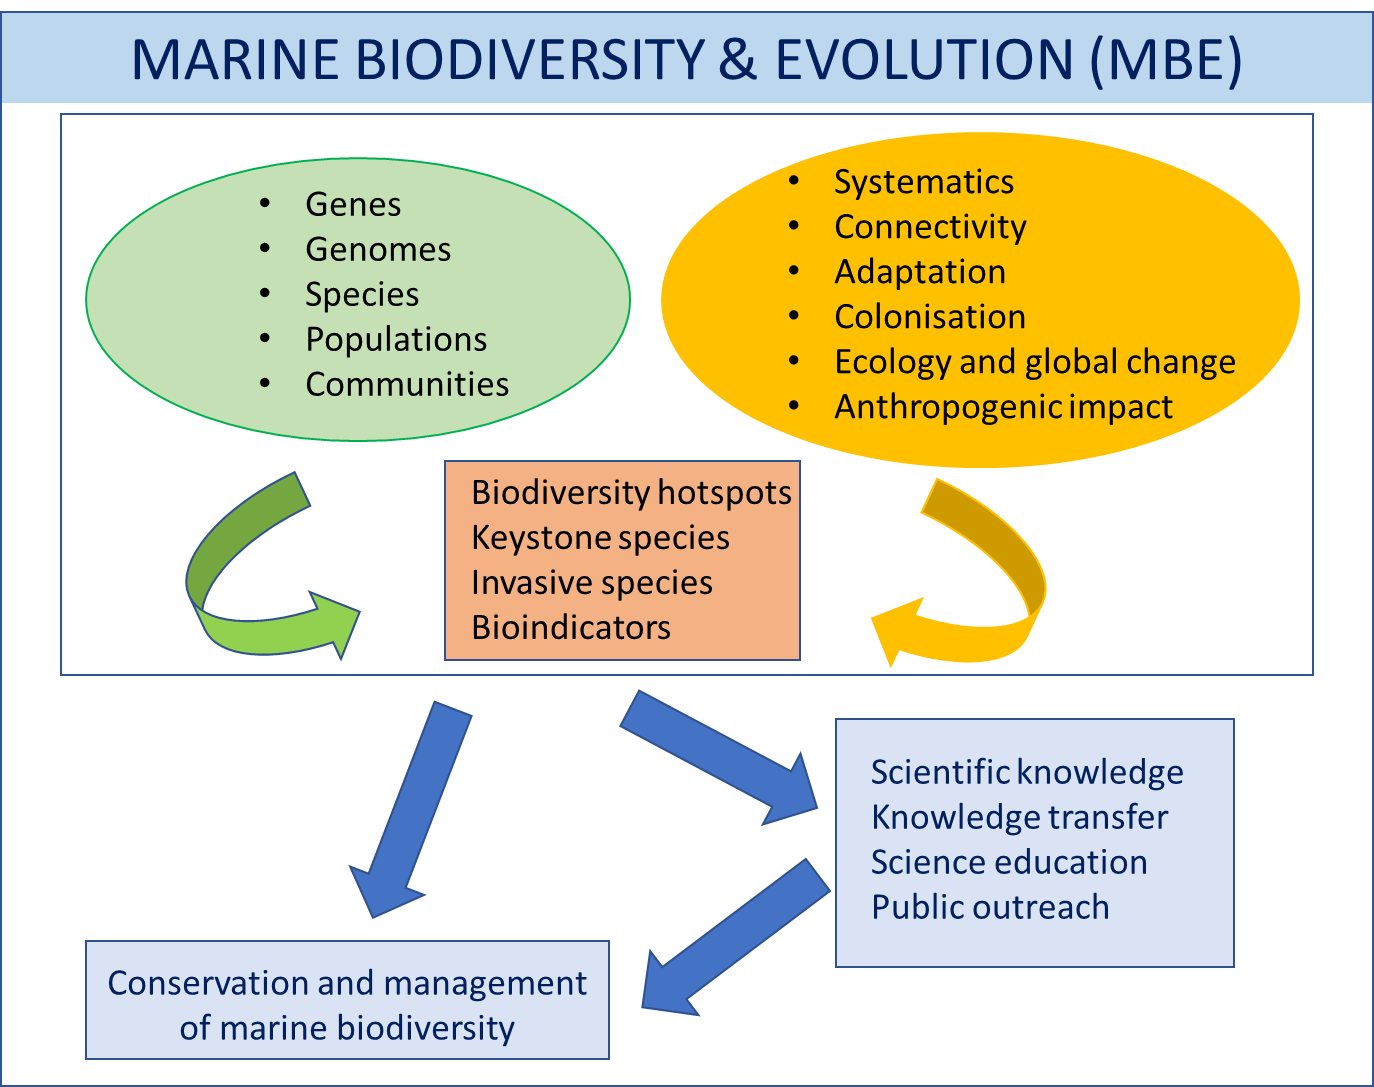 MARINE BIODIVERSITY & EVOLUTION (MBE)
• Genes
• Genomes
• Species
• Populations
• Communities
• Systematics
• Connectivity
• Adaptation
• Colonisation
• Ecology and global change
• Anthropogenic impact
Biodiversity hotspots
Keystone species
Invasive species
Bioindicators
Scientific knowledge
Knowledge transfer
Science education
Public outreach
Conservation and management
of marine biodiversity